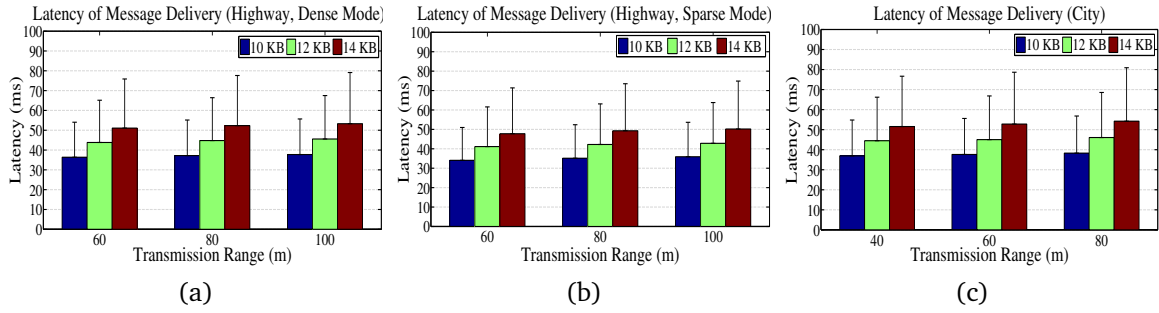 Latency of Message Delivery (Highway, Dense Mode)
100
90
80
70
60
50
40
30
20
10
0
Latency (ms)
10 KB 12 KB 14 KB
60 80 100
Transmission Range (m)
(a)
Latency of Message Delivery (Highway, Sparse Mode)
100
90
80
70
60
50
40
30
20
10
0
Latency (ms)
10 KB 12 KB 14 KB
60 80 100
Transmission Range (m)
(b)
Latency of Message Delivery (City)
100
90
80
70
60
50
40
30
20
10
0
Latency (ms)
10 KB 12 KB 14 KB
40 60 80
Transmission Range (m)
(c)